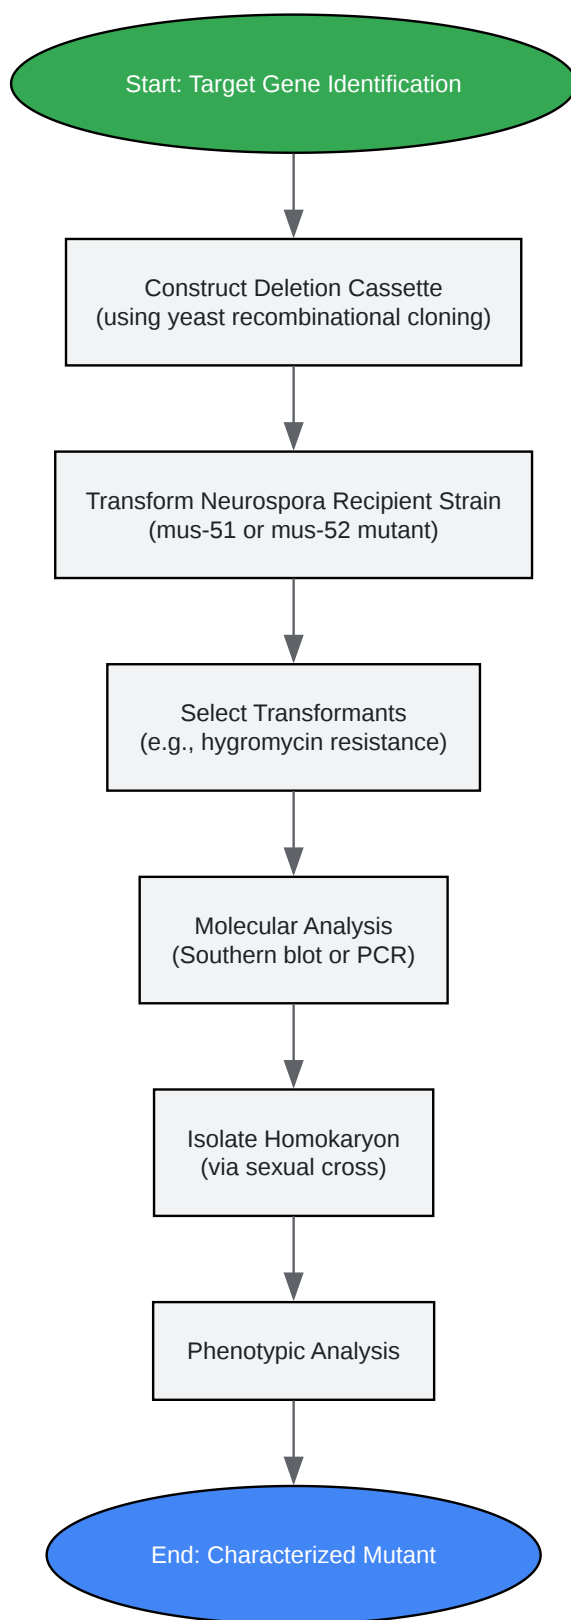 Start: Target Gene Identification
Construct Deletion Cassette
(using yeast recombinational cloning)
Transform Neurospora Recipient Strain
(mus-51 or mus-52 mutant)
Select Transformants
(e.g., hygromycin resistance)
Molecular Analysis
(Southern blot or PCR)
Isolate Homokaryon
(via sexual cross)
Phenotypic Analysis
End: Characterized Mutant